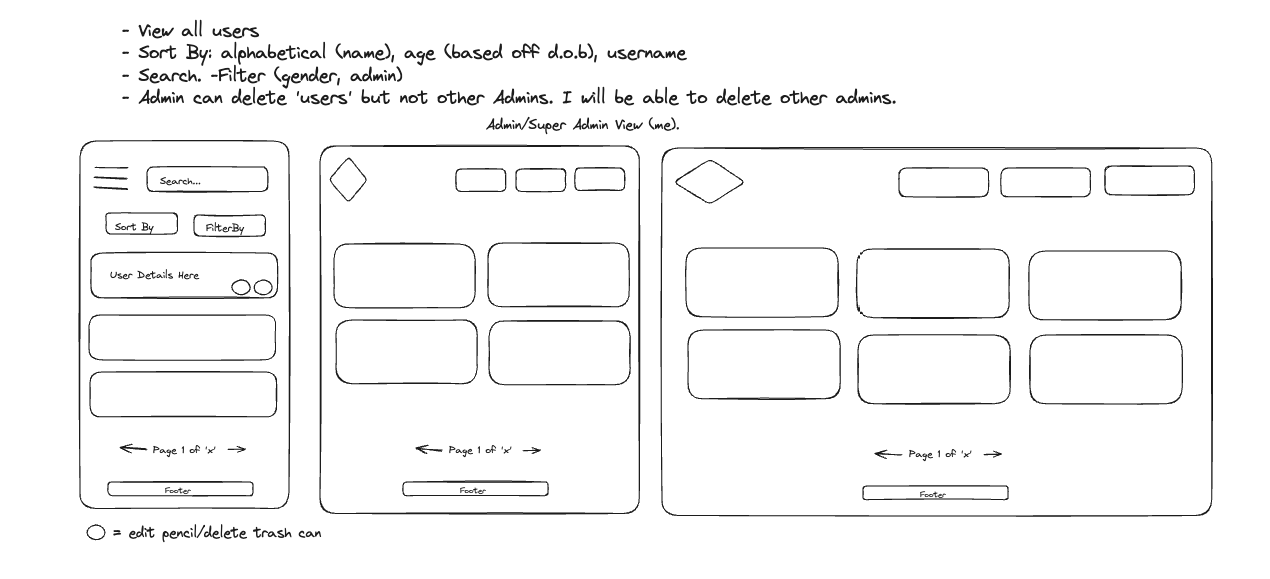 - View all users
- Sort By: alphabetical (name), age (based off d.o.b), username
- Search. -Filter (gender, admin)
- Admin can delete 'users' but not other Admins. I will be able to delete other admins.
Admin/Super Admin View (me).
Search...
Sort By
FilterBy
User Details Here
Page 1 of 'x'
Footer
Page 1 of 'x'
Footer
Page 1 of 'x'
Footer
= edit pencil/delete trash can